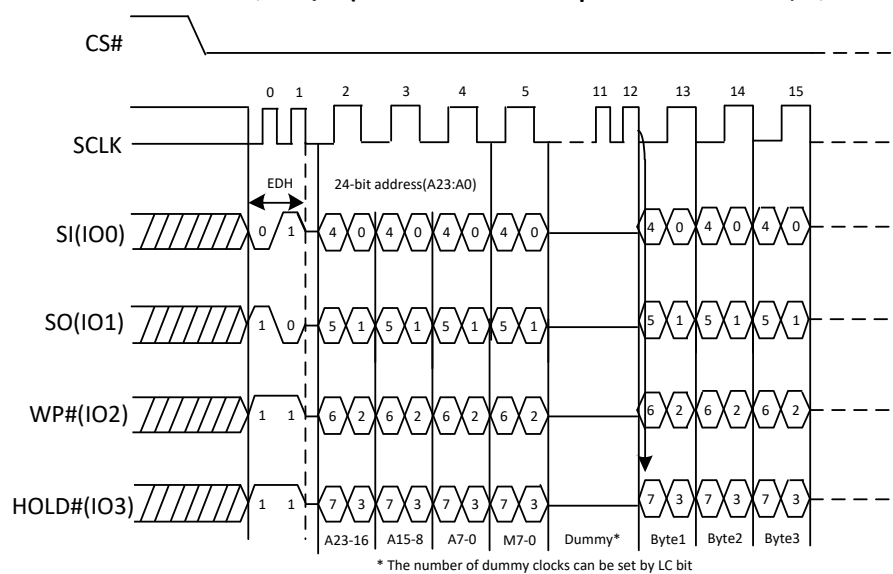 CS#
0 1 2 3 4 5 11 12 13 14 15
SCLK
EDH 24-bit address(A23:A0)
SI(IO0) 0 1 4 0 4 0 4 0 4 0 4 0 4 0 4 0
SO(IO1) 1 0 5 1 5 1 5 1 5 1 5 1 5 1 5 1
WP#(IO2) 1 1 6 2 6 2 6 2 6 2 6 2 6 2 6 2
HOLD#(IO3) 1 1 7 3 7 3 7 3 7 3 7 3 7 3 7 3
A23-16 A15-8 A7-0 M7-0 Dummy* Byte1 Byte2 Byte3
* The number of dummy clocks can be set by LC bit